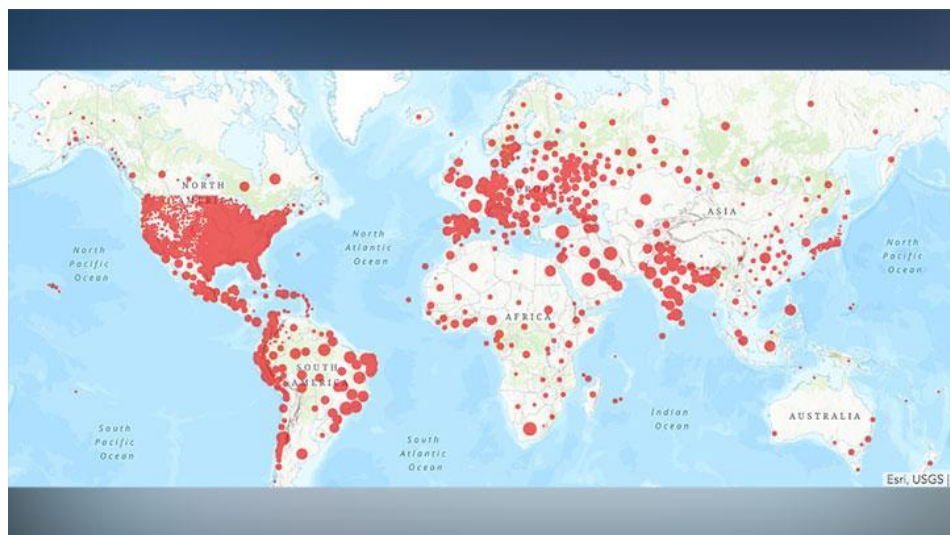 NORTH
AMERICA
EUROPE
ASIA
North
Pacific
Ocean
North
Atlantic
Ocean
North
Pacific
Ocean
AFRICA
SOUTH
AMERICA
AUSTRALIA
Indian
Ocean
South
Pacific
Ocean
South
Atlantic
Ocean
Esri, USGS |